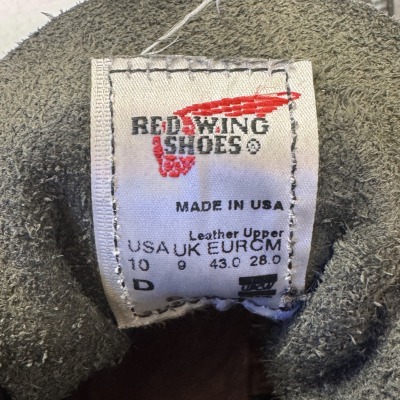 RED WING
SHOES ®
MADE IN USA
Leather Upper
USA UK EUR CM
10 9 43.0 28.0
D